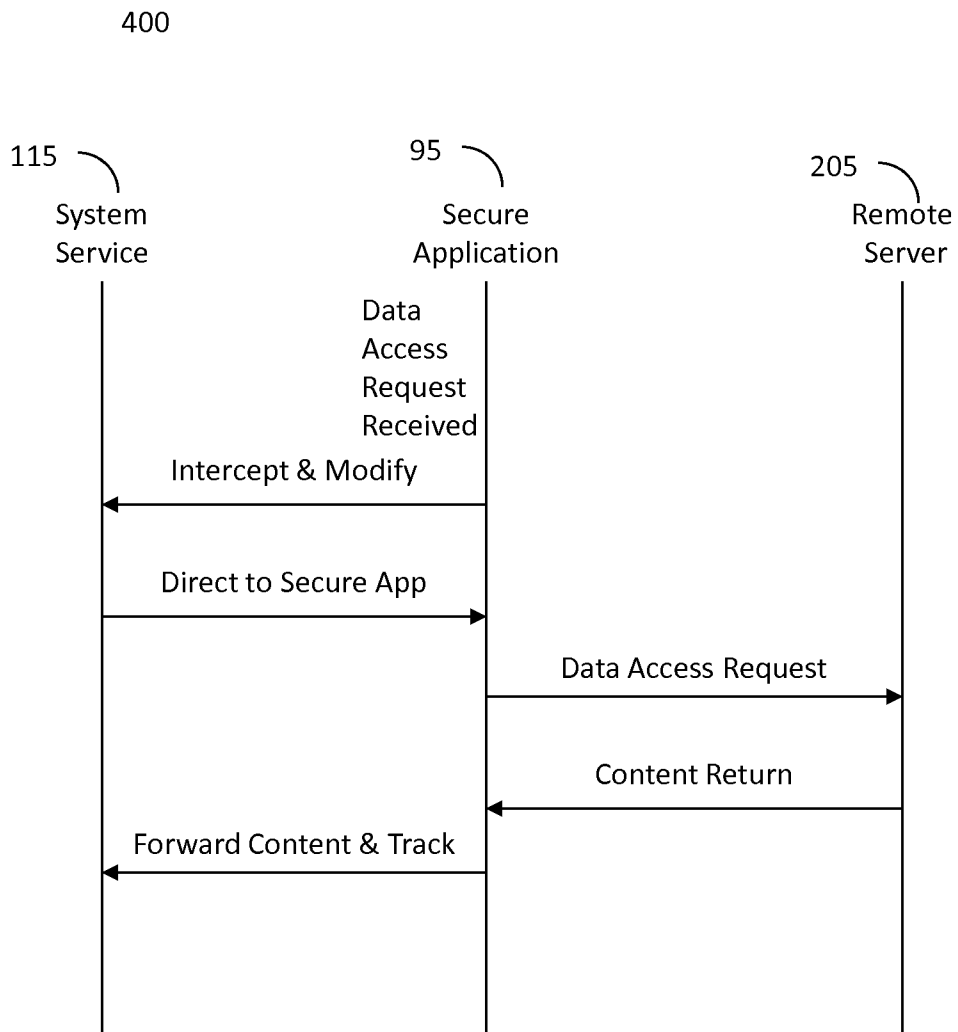 400
115
95
205
System
Service
Secure
Application
Remote
Server
Data
Access
Request
Received
Intercept & Modify
Direct to Secure App
Data Access Request
Content Return
Forward Content & Track